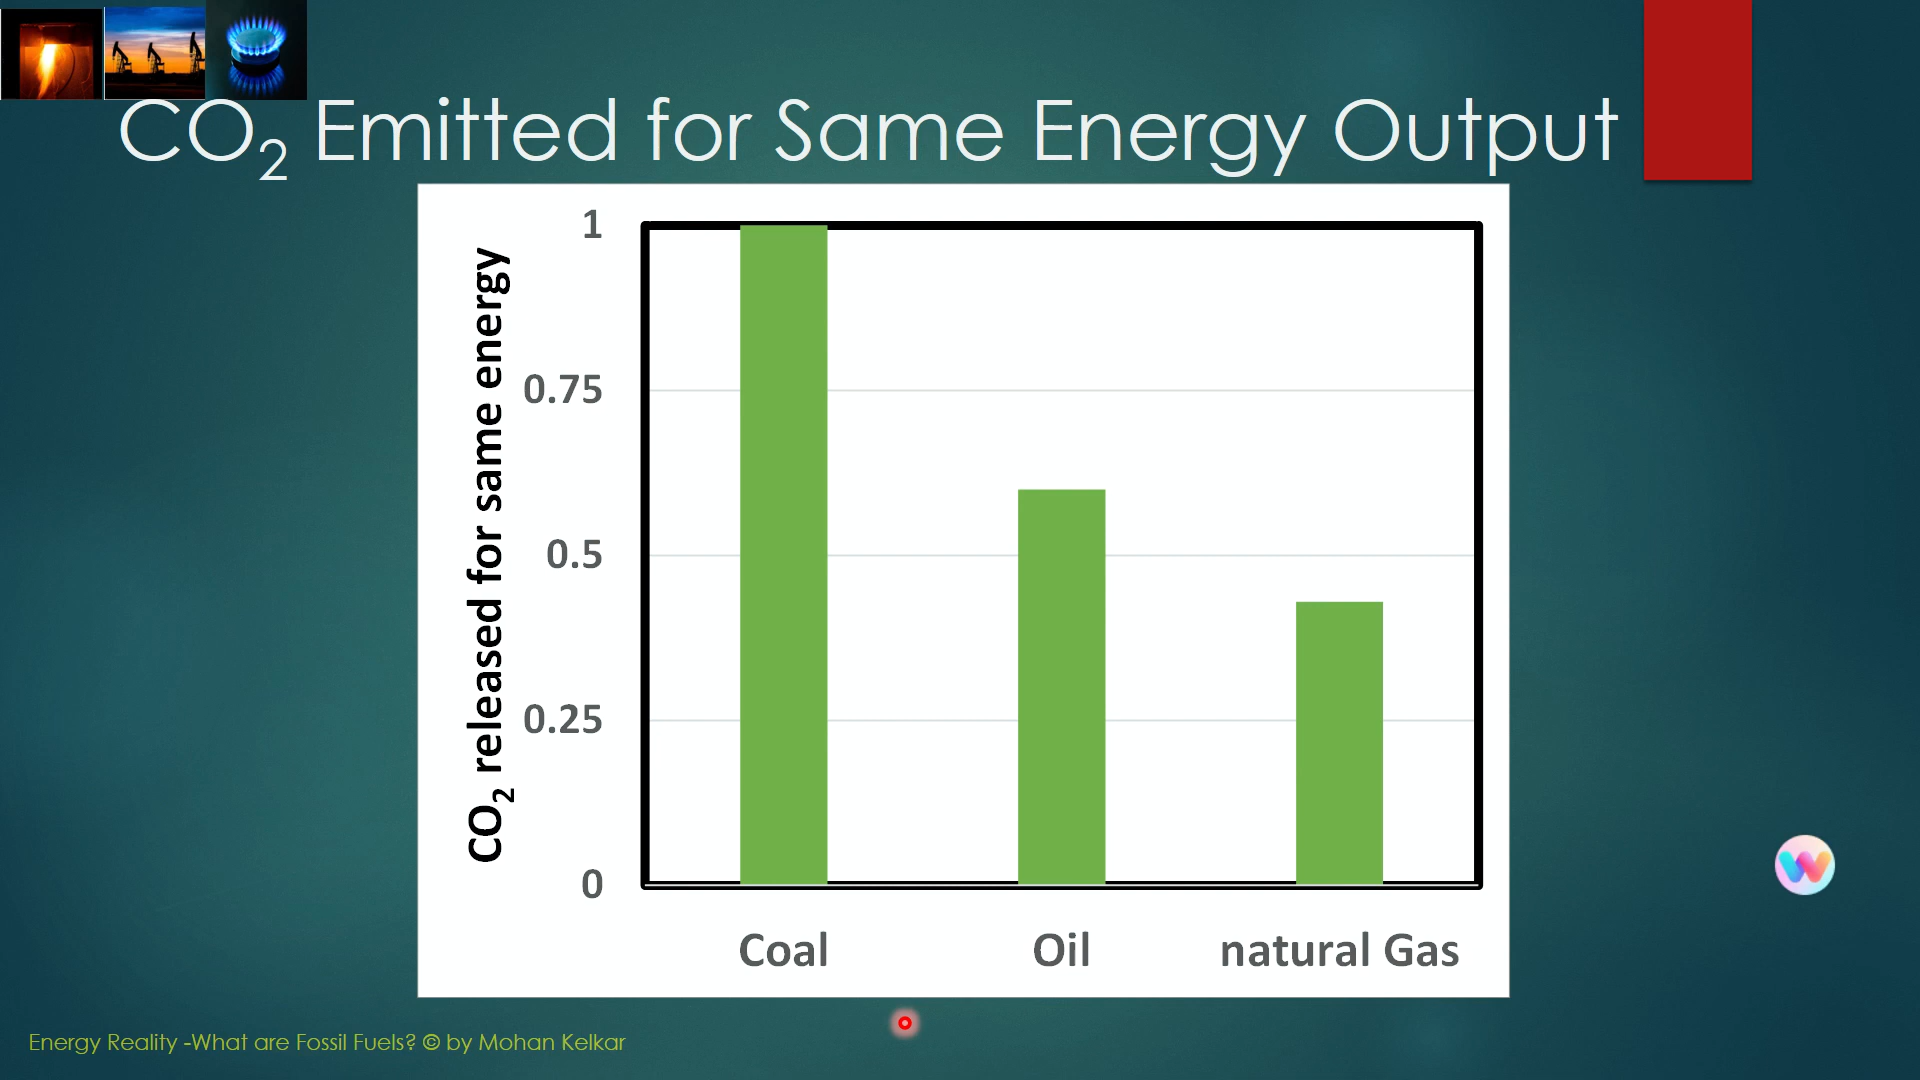 CO₂ Emitted for Same Energy Output
CO₂ released for same energy
1
0.75
0.5
0.25
0
Coal Oil natural Gas
Energy Reality -What are Fossil Fuels? © by Mohan Kelkar